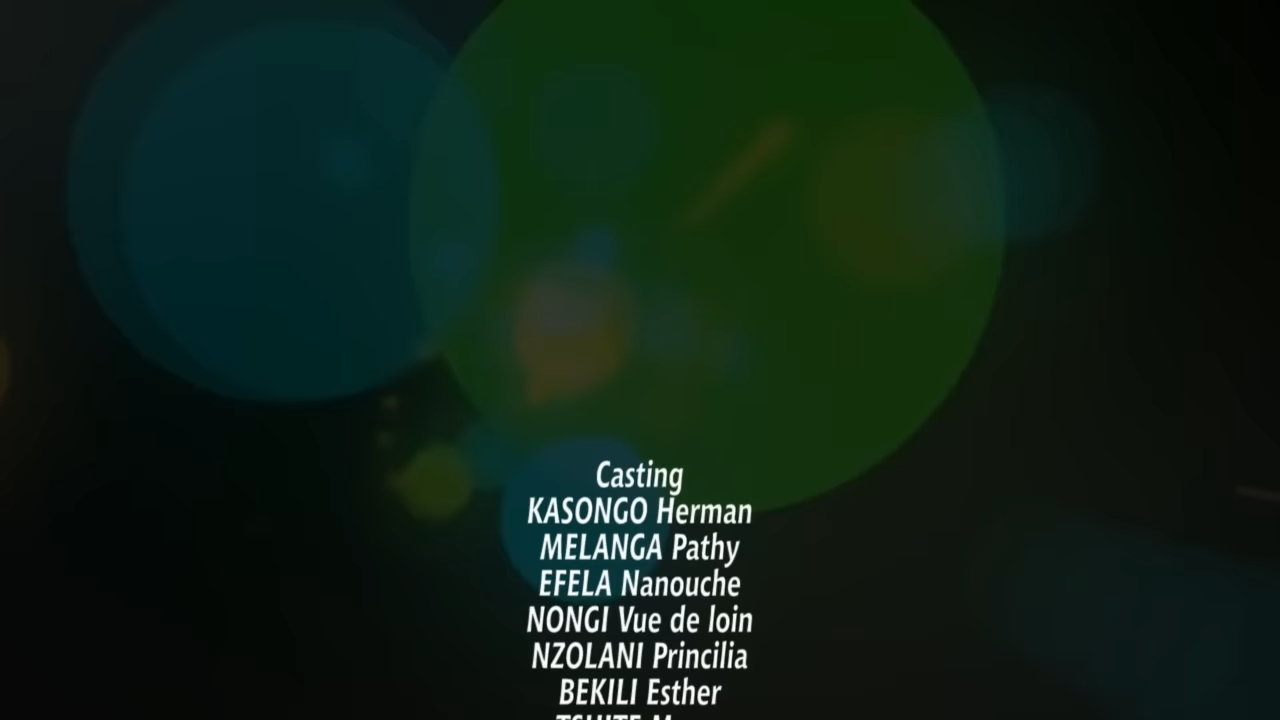 Casting
KASONGO Herman
MELANGA Pathy
EFELA Nanouche
NONGI Vue de loin
NZOLANI Princilia
BEKILI Esther